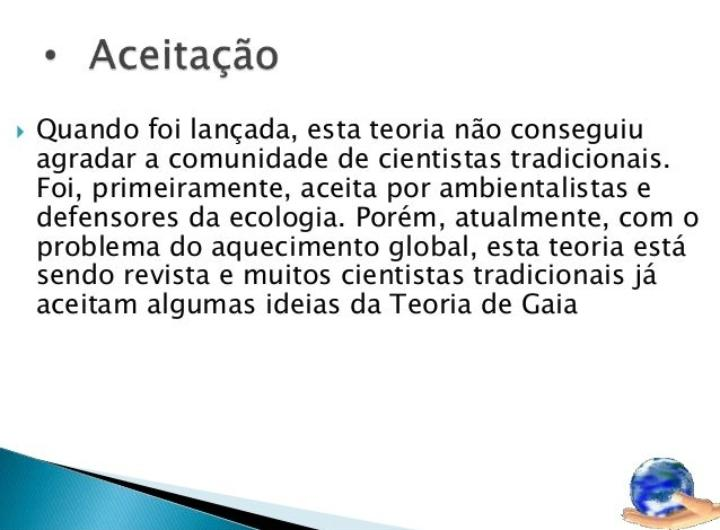 • Aceitação
Quando foi lançada, esta teoria não conseguiu
agradar a comunidade de cientistas tradicionais.
Foi, primeiramente, aceita por ambientalistas e
defensores da ecologia. Porém, atualmente, com o
problema do aquecimento global, esta teoria está
sendo revista e muitos cientistas tradicionais já
aceitam algumas ideias da Teoria de Gaia